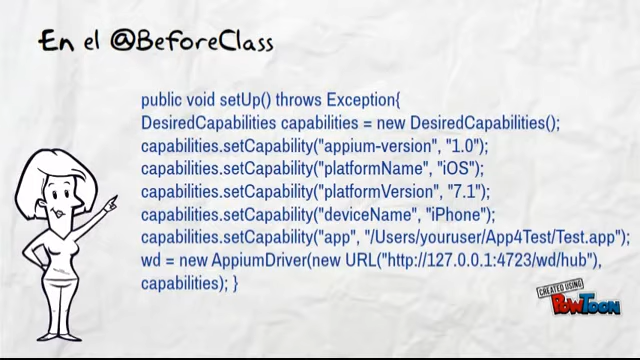 En el @BeforeClass
public void setUp() throws Exception{
DesiredCapabilities capabilities = new DesiredCapabilities();
capabilities.setCapability("appium-version", "1.0");
capabilities.setCapability("platformName", "iOS");
capabilities.setCapability("platformVersion", "7.1");
capabilities.setCapability("deviceName", "iPhone");
capabilities.setCapability("app", "/Users/youruser/App4Test/Test.app");
wd = new AppiumDriver(new URL("http://127.0.0.1:4723/wd/hub"),
capabilities); }
CREATED USING
POWTOON